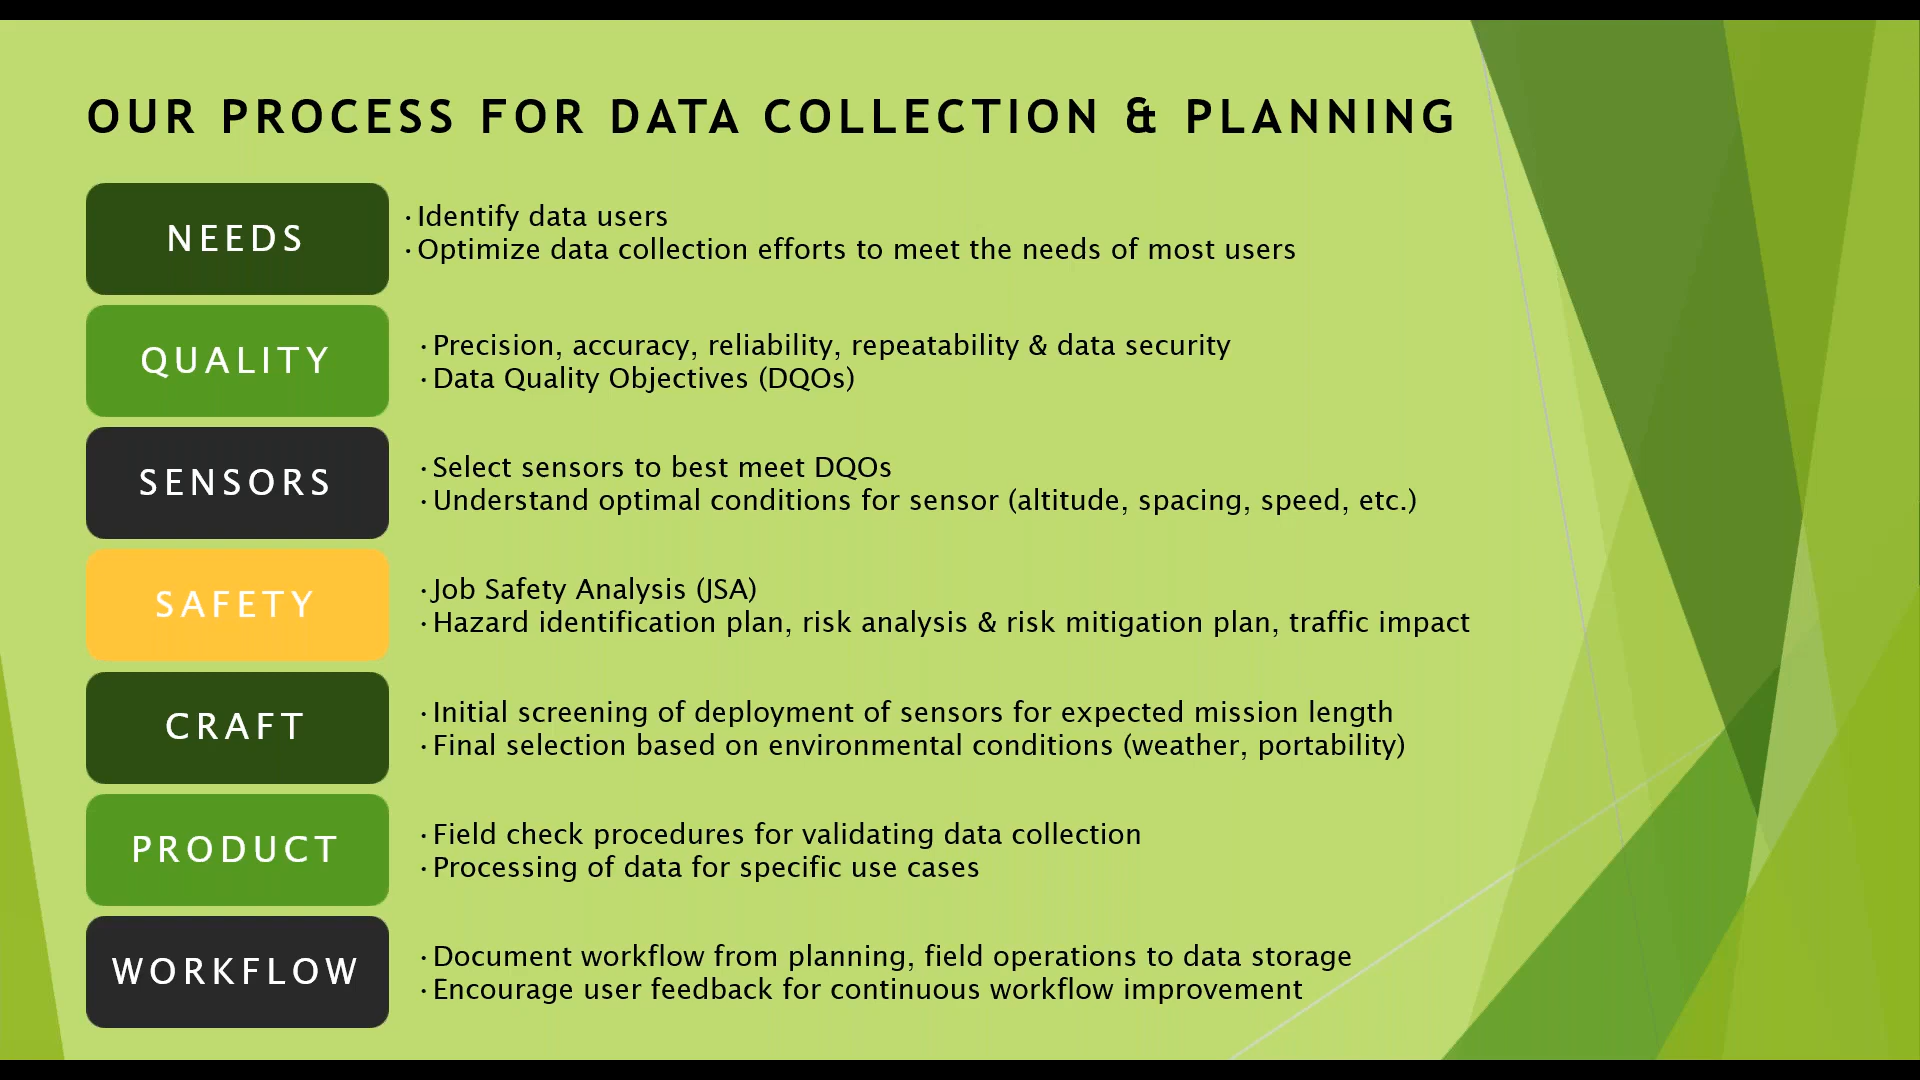 OUR PROCESS FOR DATA COLLECTION & PLANNING
NEEDS
· Identify data users
· Optimize data collection efforts to meet the needs of most users
QUALITY
· Precision, accuracy, reliability, repeatability & data security
· Data Quality Objectives (DQOs)
SENSORS
· Select sensors to best meet DQOs
· Understand optimal conditions for sensor (altitude, spacing, speed, etc.)
SAFETY
· Job Safety Analysis (JSA)
· Hazard identification plan, risk analysis & risk mitigation plan, traffic impact
CRAFT
· Initial screening of deployment of sensors for expected mission length
· Final selection based on environmental conditions (weather, portability)
PRODUCT
· Field check procedures for validating data collection
· Processing of data for specific use cases
WORKFLOW
· Document workflow from planning, field operations to data storage
· Encourage user feedback for continuous workflow improvement